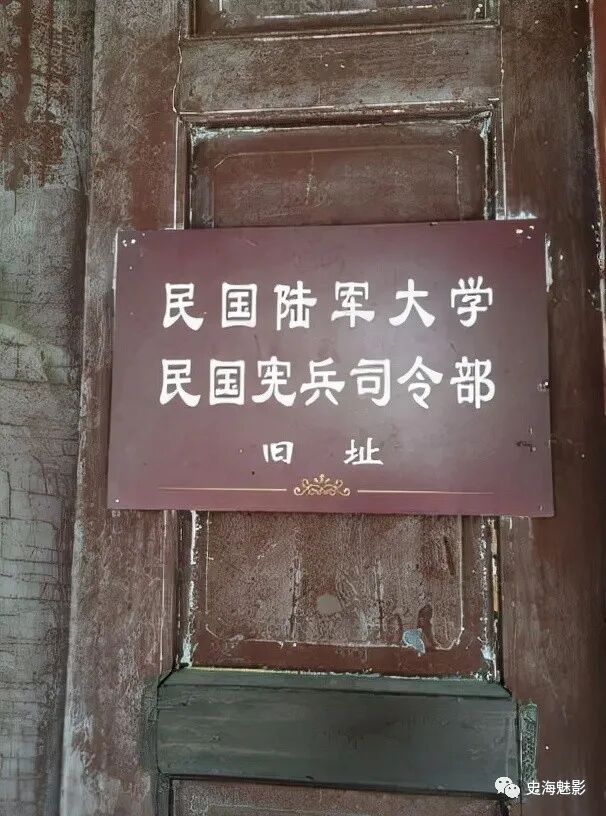 民国陆军大学
民国宪兵司令部
旧址
史海魅影